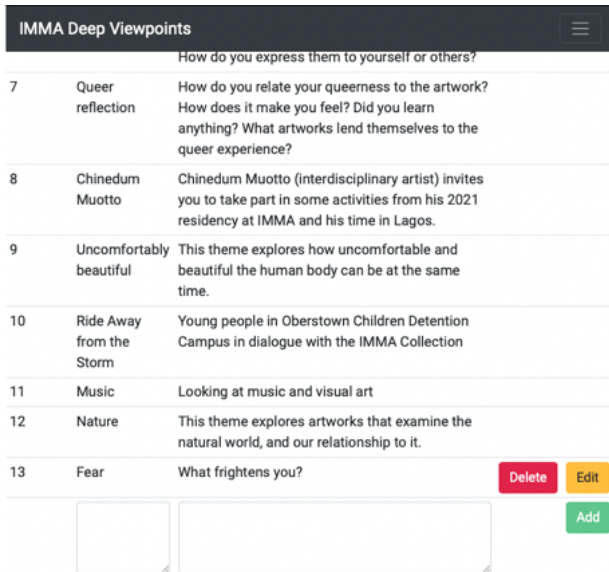 IMMA Deep Viewpoints
How do you express them to yourself or others?
7 Queer How do you relate your queerness to the artwork?
reflection How does it make you feel? Did you learn
anything? What artworks lend themselves to the
queer experience?
8 Chinedum Chinedum Muotto (interdisciplinary artist) invites
Muotto you to take part in some activities from his 2021
residency at IMMA and his time in Lagos.
9 Uncomfortably This theme explores how uncomfortable and
beautiful beautiful the human body can be at the same
time.
10 Ride Away Young people in Oberstown Children Detention
from the Campus in dialogue with the IMMA Collection
Storm
11 Music Looking at music and visual art
12 Nature This theme explores artworks that examine the
natural world, and our relationship to it.
13 Fear What frightens you? Delete Edit
Add